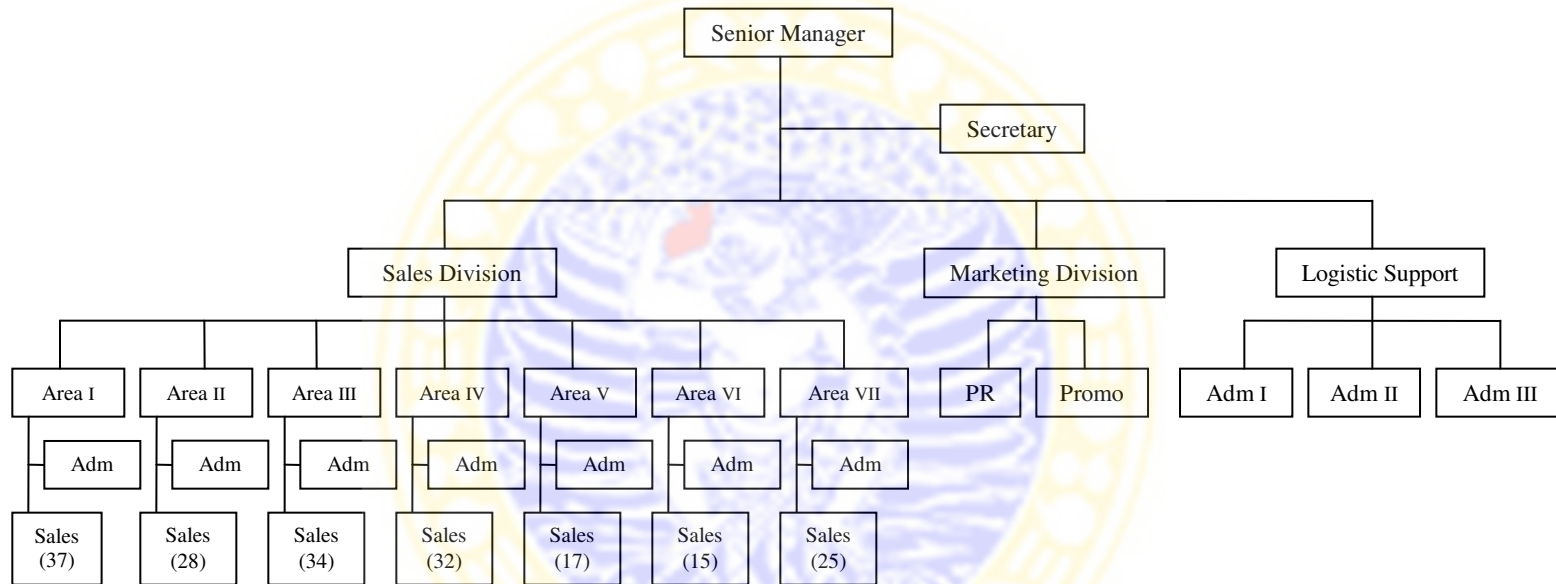 Senior Manager
Secretary
Sales Division
Marketing Division
Logistic Support
Area I
Area II
Area III
Area IV
Area V
Area VI
Area VII
PR
Promo
Adm I
Adm II
Adm III
Adm
Adm
Adm
Adm
Adm
Adm
Adm
Sales
(37)
Sales
(28)
Sales
(34)
Sales
(32)
Sales
(17)
Sales
(15)
Sales
(25)